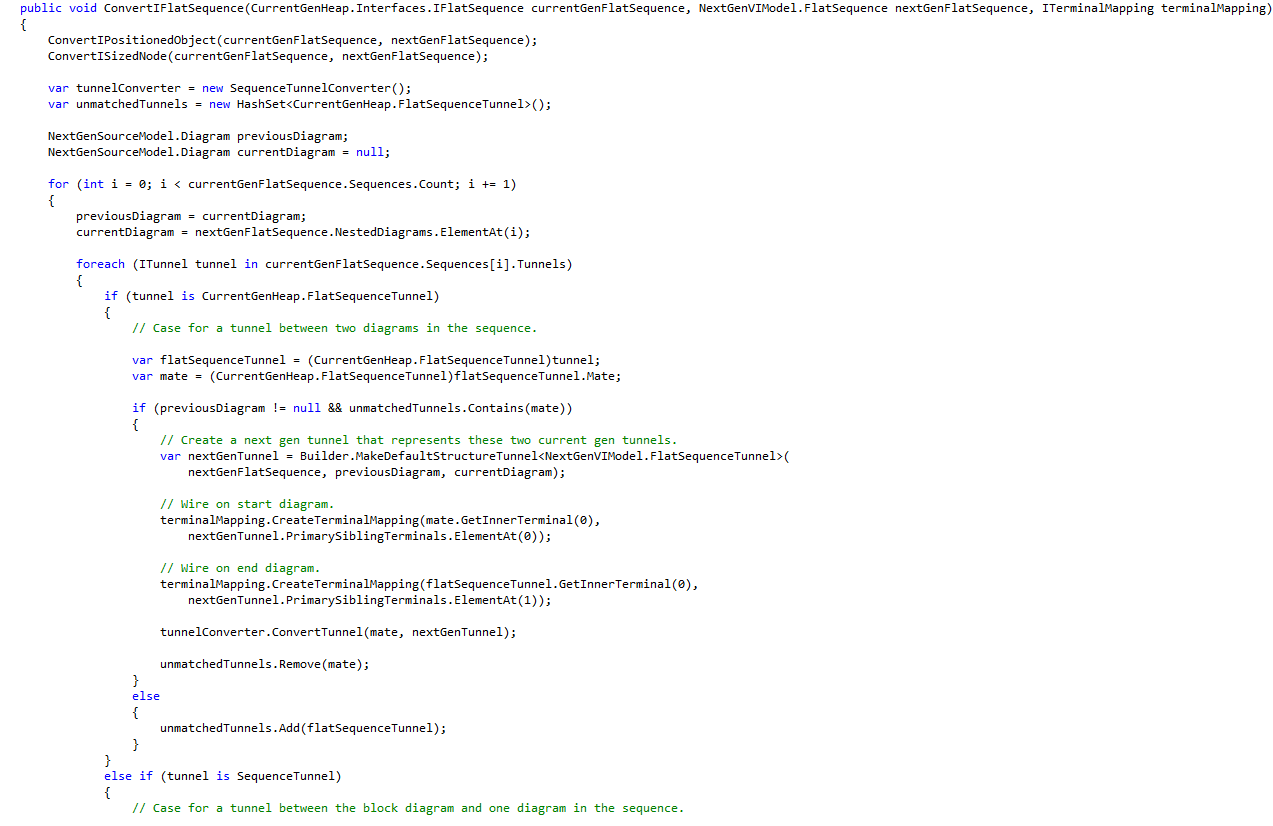 public void ConvertIFlatSequence(CurrentGenHeap.Interfaces.IFlatSequence currentGenFlatSequence, NextGenVIModel.FlatSequence nextGenFlatSequence, ITerminalMapping terminalMapping)
{
    ConvertIPositionedObject(currentGenFlatSequence, nextGenFlatSequence);
    ConvertISizedNode(currentGenFlatSequence, nextGenFlatSequence);

    var tunnelConverter = new SequenceTunnelConverter();
    var unmatchedTunnels = new HashSet<CurrentGenHeap.FlatSequenceTunnel>();

    NextGenSourceModel.Diagram previousDiagram;
    NextGenSourceModel.Diagram currentDiagram = null;

    for (int i = 0; i < currentGenFlatSequence.Sequences.Count; i += 1)
    {
        previousDiagram = currentDiagram;
        currentDiagram = nextGenFlatSequence.NestedDiagrams.ElementAt(i);

        foreach (ITunnel tunnel in currentGenFlatSequence.Sequences[i].Tunnels)
        {
            if (tunnel is CurrentGenHeap.FlatSequenceTunnel)
            {
                // Case for a tunnel between two diagrams in the sequence.

                var flatSequenceTunnel = (CurrentGenHeap.FlatSequenceTunnel)tunnel;
                var mate = (CurrentGenHeap.FlatSequenceTunnel)flatSequenceTunnel.Mate;

                if (previousDiagram != null && unmatchedTunnels.Contains(mate))
                {
                    // Create a next gen tunnel that represents these two current gen tunnels.
                    var nextGenTunnel = Builder.MakeDefaultStructureTunnel<NextGenVIModel.FlatSequenceTunnel>(
                        nextGenFlatSequence, previousDiagram, currentDiagram);

                    // Wire on start diagram.
                    terminalMapping.CreateTerminalMapping(mate.GetInnerTerminal(0),
                        nextGenTunnel.PrimarySiblingTerminals.ElementAt(0));

                    // Wire on end diagram.
                    terminalMapping.CreateTerminalMapping(flatSequenceTunnel.GetInnerTerminal(0),
                        nextGenTunnel.PrimarySiblingTerminals.ElementAt(1));

                    tunnelConverter.ConvertTunnel(mate, nextGenTunnel);

                    unmatchedTunnels.Remove(mate);
                }
                else
                {
                    unmatchedTunnels.Add(flatSequenceTunnel);
                }
            }
            else if (tunnel is SequenceTunnel)
            {
                // Case for a tunnel between the block diagram and one diagram in the sequence.